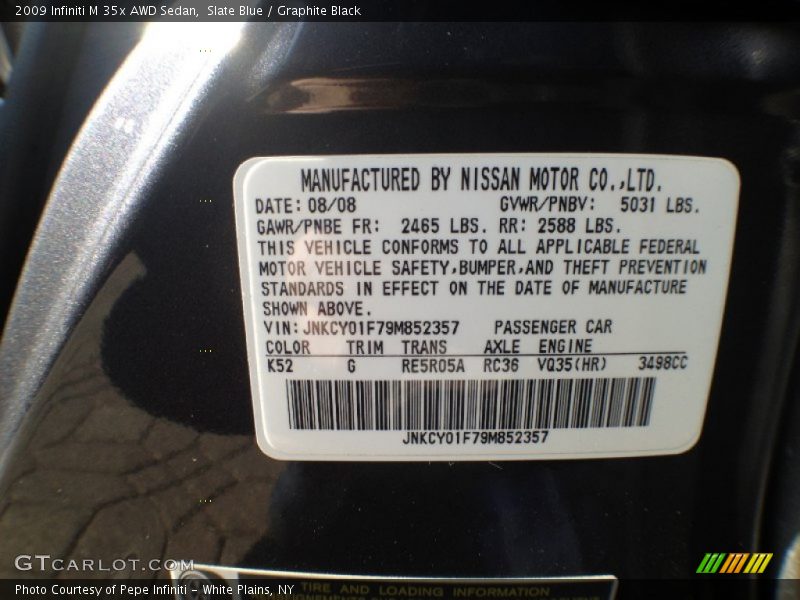 2009 Infiniti M 35x AWD Sedan,  Slate Blue / Graphite Black
MANUFACTURED BY NISSAN MOTOR CO.,LTD.
DATE: 08/08 GVWR/PNBV: 5031 LBS.
GAWR/PNBE FR: 2465 LBS. RR: 2588 LBS.
THIS VEHICLE CONFORMS TO ALL APPLICABLE FEDERAL
MOTOR VEHICLE SAFETY,BUMPER,AND THEFT PREVENTION
STANDARDS IN EFFECT ON THE DATE OF MANUFACTURE
SHOWN ABOVE.
VIN: JNKCY01F79M852357 PASSENGER CAR
COLOR TRIM TRANS AXLE ENGINE
K52 G RE5R05A RC36 VQ35(HR) 3498CC
JNKCY01F79M852357
GTCARLOT.COM
TIRE AND LOADING INFORMATION
Photo Courtesy of Pepe Infiniti - White Plains, NY